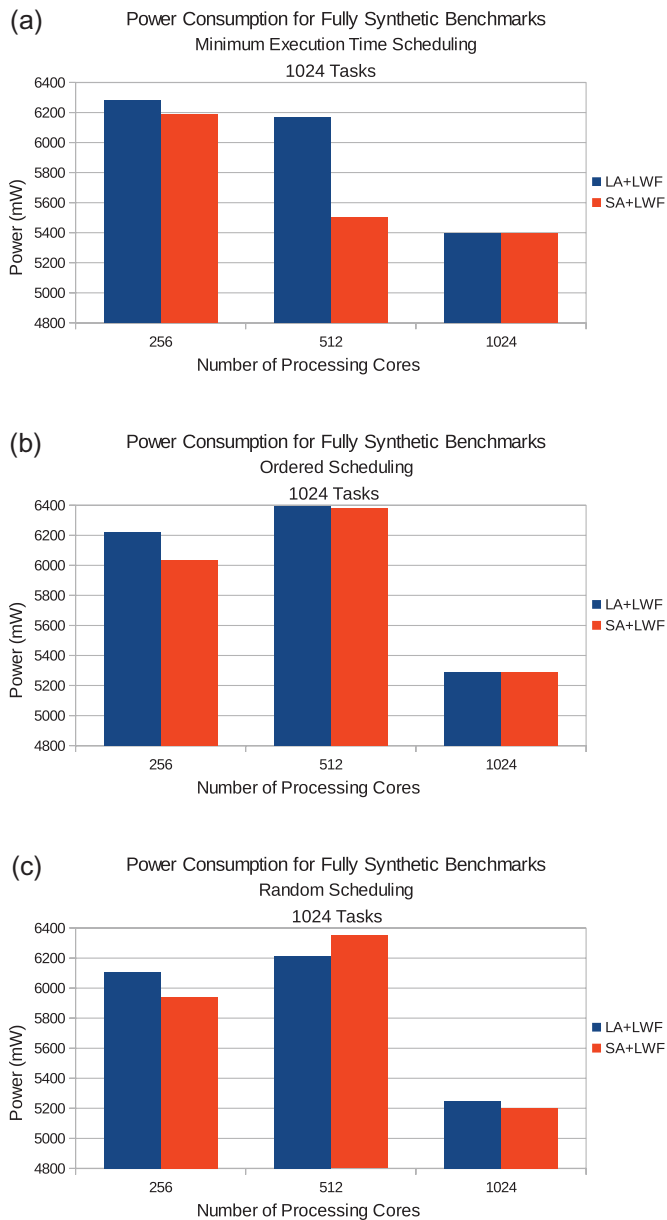 (a)
Power Consumption for Fully Synthetic Benchmarks
Minimum Execution Time Scheduling
1024 Tasks
6400
6200
6000
5800
5600
5400
5200
5000
4800
Power (mW)
256
512
1024
Number of Processing Cores
LA+LWF
SA+LWF
(b)
Power Consumption for Fully Synthetic Benchmarks
Ordered Scheduling
1024 Tasks
6400
6200
6000
5800
5600
5400
5200
5000
4800
Power (mW)
256
512
1024
Number of Processing Cores
LA+LWF
SA+LWF
(c)
Power Consumption for Fully Synthetic Benchmarks
Random Scheduling
1024 Tasks
6400
6200
6000
5800
5600
5400
5200
5000
4800
Power (mW)
256
512
1024
Number of Processing Cores
LA+LWF
SA+LWF